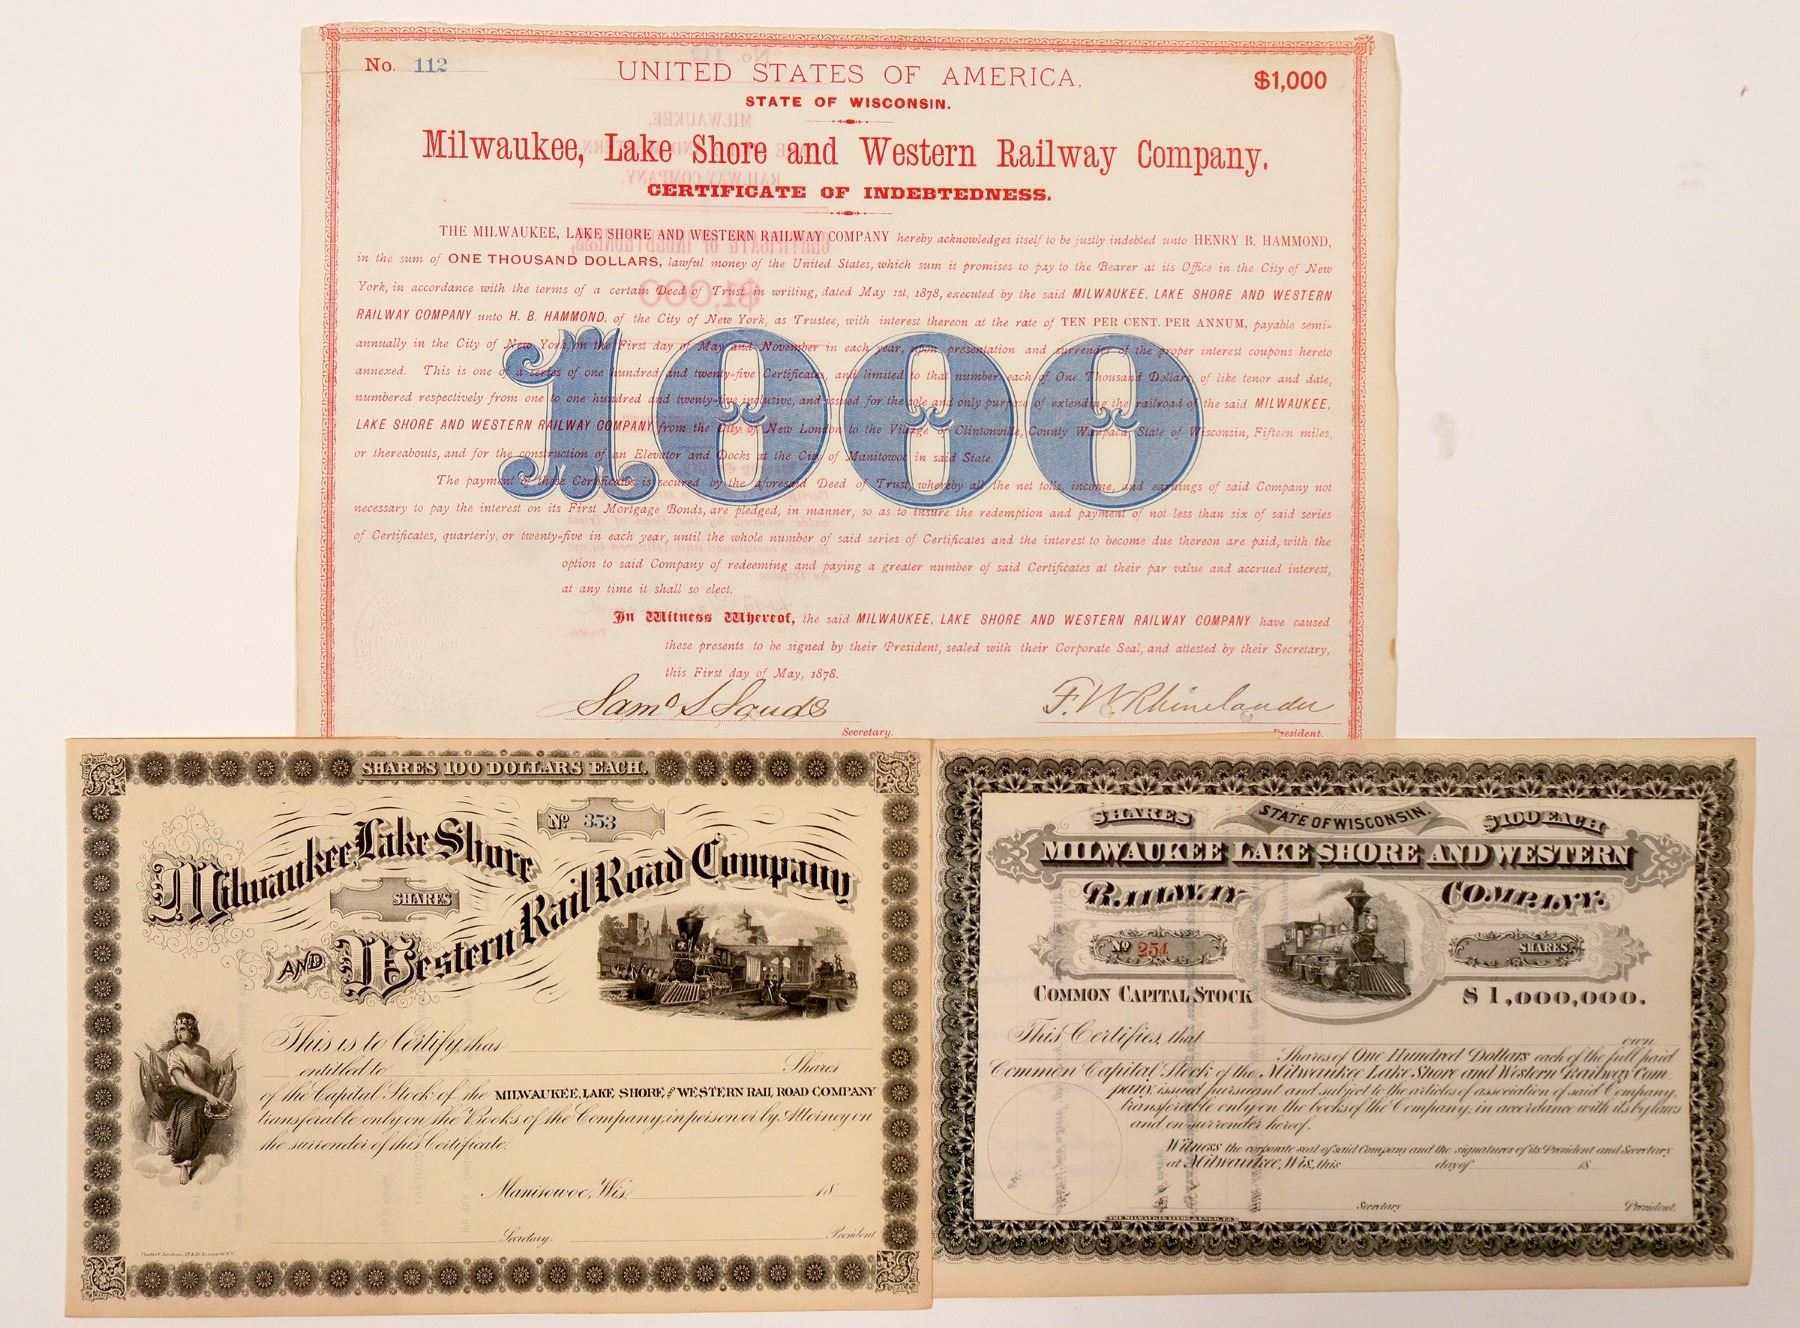 No. 112
UNITED STATES OF AMERICA,
$1,000
STATE OF WISCONSIN.
Milwaukee, Lake Shore and Western Railway Company.
CERTIFICATE OF INDEBTEDNESS.
THE MILWAUKEE, LAKE SHORE AND WESTERN RAILWAY COMPANY hereby acknowledges itself to be justly indebted unto HENRY B. HAMMOND,
in the sum of ONE THOUSAND DOLLARS, lawful money of the United States, which sum it promises to pay to the Bearer at its Office in the City of New
York, in accordance with the terms of a certain Deed of Trust in writing, dated May 1st, 1878, executed by the said MILWAUKEE, LAKE SHORE AND WESTERN
RAILWAY COMPANY unto H. B. HAMMOND, of the City of New York, as Trustee, with interest thereon at the rate of TEN PER CENT. PER ANNUM, payable semi-
annually in the City of New York, on the First day of May and November in each year, upon presentation and surrender of the proper interest coupons hereto
annexed. This is one of a series of one hundred and twenty-five Certificates, and limited to that number, each of One Thousand Dollars, of like tenor and date,
numbered respectively from one to one hundred and twenty-five inclusive, and issued for the sole and only purpose of extending the railroad of the said MILWAUKEE,
LAKE SHORE AND WESTERN RAILWAY COMPANY from the City of New London to the Village of Clintonville, County Waupaca, State of Wisconsin, Fifteen miles,
or thereabouts, and for the construction of an Elevator and Docks at the City of Manitowoc in said State.
1000
The payment of these Certificates is secured by the aforesaid Deed of Trust, whereby all the net tolls, income, and earnings of said Company not
necessary to pay the interest on its First Mortgage Bonds, are pledged, in manner, so as to insure the redemption and payment of not less than six of said series
of Certificates, quarterly, or twenty-five in each year, until the whole number of said series of Certificates and the interest to become due thereon are paid, with the
option to said Company of redeeming and paying a greater number of said Certificates at their par value and accrued interest,
at any time it shall so elect.
In Witness Whereof, the said MILWAUKEE, LAKE SHORE AND WESTERN RAILWAY COMPANY have caused
these presents to be signed by their President, sealed with their Corporate Seal, and attested by their Secretary,
this First day of May, 1878.
F. W. Rhinelander
Secretary.
President.
SHARES 100 DOLLARS EACH.
No 353
Milwaukee, Lake Shore
SHARES
AND Western Rail Road Company
This is to Certify that
entitled to Shares
of the Capital Stock of the MILWAUKEE, LAKE SHORE & WESTERN RAIL ROAD COMPANY
transferable only on the Books of the Company, in person or by Attorney on
the surrender of this Certificate.
Manitowoc, Wis. 18
Secretary. President
SHARES STATE OF WISCONSIN. $100 EACH
MILWAUKEE LAKE SHORE AND WESTERN
RAILWAY COMPANY.
No 254 SHARES
COMMON CAPITAL STOCK $1,000,000.
This Certifies, that own
Shares of One Hundred Dollars each of the full paid
Common Capital Stock of the Milwaukee Lake Shore and Western Railway Com
pany, issued pursuant and subject to the articles of association of said Company,
transferable only on the books of the Company, in accordance with its by laws
and on surrender hereof.
Witness the corporate seal of said Company and the signatures of its President and Secretary
at Milwaukee, Wis, this day of 18
Secretary President.
THE MILWAUKEE LITHO. & ENGR. CO.